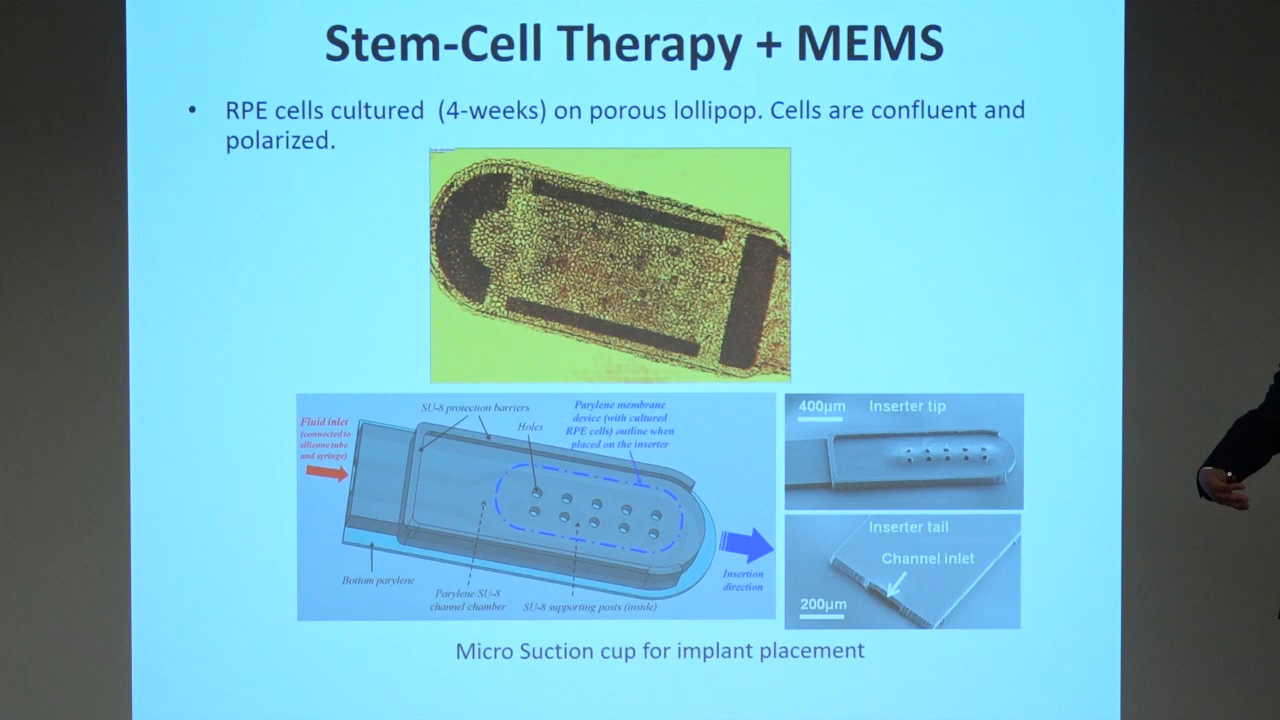 Stem-Cell Therapy + MEMS
• RPE cells cultured (4-weeks) on porous lollipop. Cells are confluent and
polarized.
SU-8 protection barriers
Parylene membrane
device (with cultured
RPE cells) outline when
placed on the inserter
Fluid inlet
(connected to
silicone tube
and syringe)
Holes
Bottom parylene
Parylene SU-8
channel chamber
SU-8 supporting posts (inside)
Insertion
direction
400µm Inserter tip
Inserter tail
Channel inlet
200µm
Micro Suction cup for implant placement